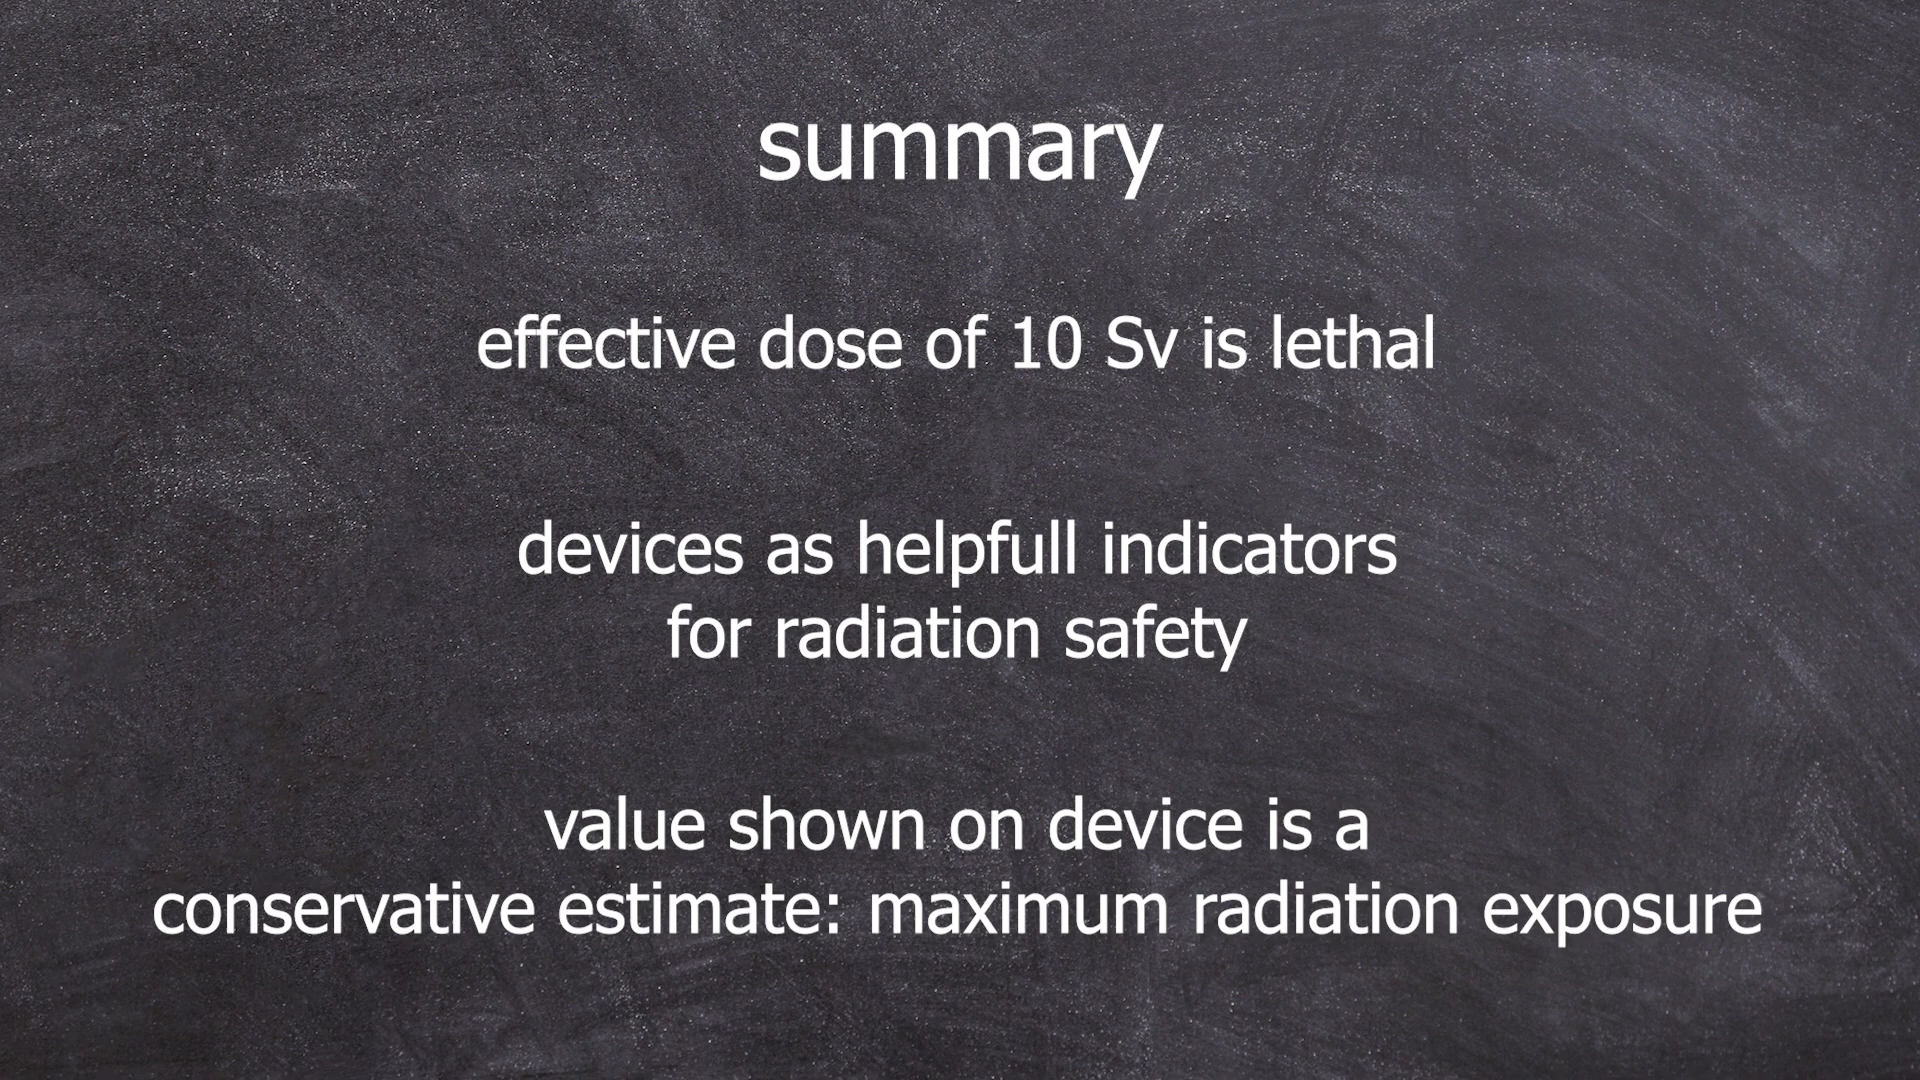 summary
effective dose of 10 Sv is lethal
devices as helpfull indicators
for radiation safety
value shown on device is a
conservative estimate: maximum radiation exposure